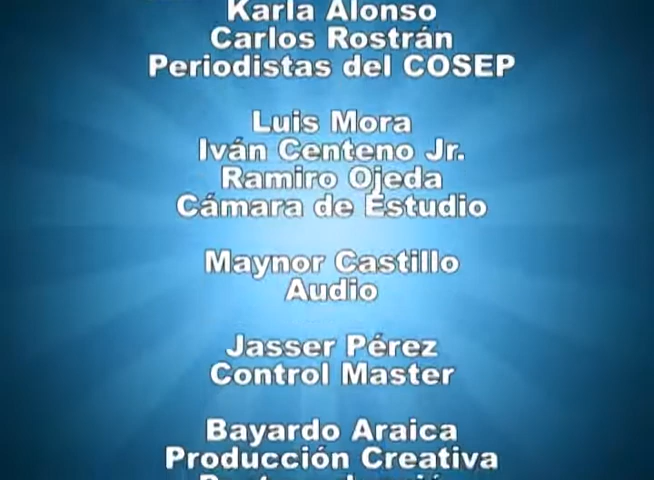 Karla Alonso
Carlos Rostrán
Periodistas del COSEP
Luis Mora
Iván Centeno Jr.
Ramiro Ojeda
Cámara de Estudio
Maynor Castillo
Audio
Jasser Pérez
Control Master
Bayardo Araica
Producción Creativa